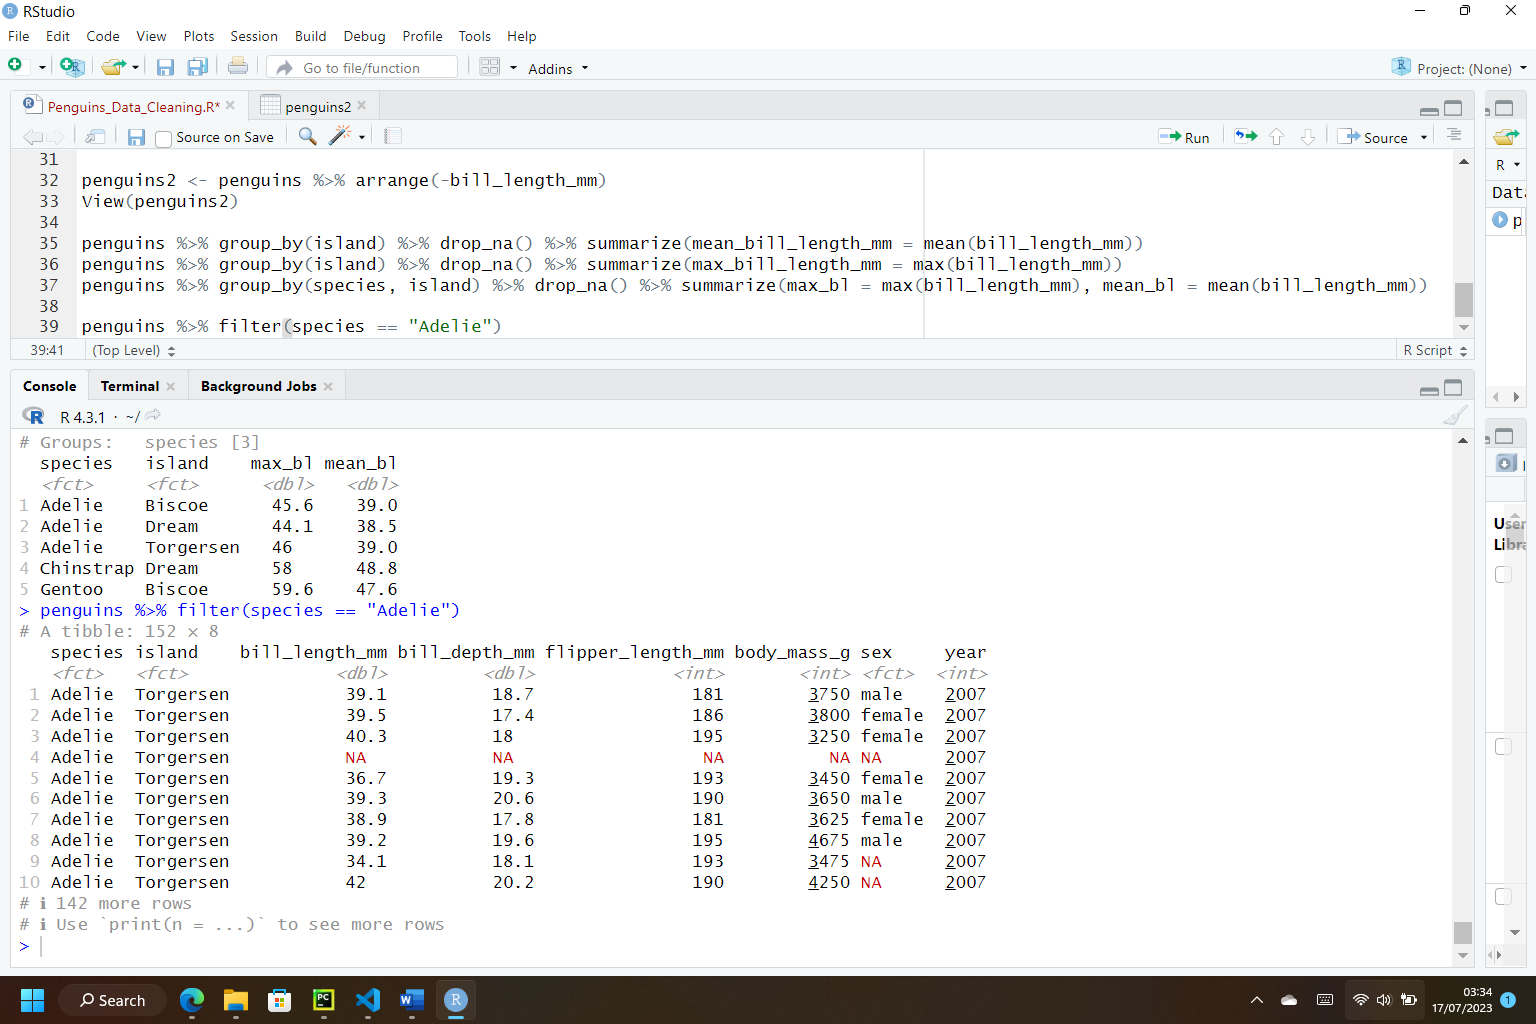 RStudio
File Edit Code View Plots Session Build Debug Profile Tools Help
Go to file/function Addins Project: (None)
Penguins_Data_Cleaning.R* penguins2
Source on Save Run Source
31
32 penguins2 <- penguins %>% arrange(-bill_length_mm)
33 View(penguins2)
34
35 penguins %>% group_by(island) %>% drop_na() %>% summarize(mean_bill_length_mm = mean(bill_length_mm))
36 penguins %>% group_by(island) %>% drop_na() %>% summarize(max_bill_length_mm = max(bill_length_mm))
37 penguins %>% group_by(species, island) %>% drop_na() %>% summarize(max_bl = max(bill_length_mm), mean_bl = mean(bill_length_mm))
38
39 penguins %>% filter(species == "Adelie")
39:41 (Top Level) R Script
Console Terminal Background Jobs
R 4.3.1 · ~/
# Groups: species [3]
species island max_bl mean_bl
<fct> <fct> <dbl> <dbl>
1 Adelie Biscoe 45.6 39.0
2 Adelie Dream 44.1 38.5
3 Adelie Torgersen 46 39.0
4 Chinstrap Dream 58 48.8
5 Gentoo Biscoe 59.6 47.6
> penguins %>% filter(species == "Adelie")
# A tibble: 152 × 8
species island bill_length_mm bill_depth_mm flipper_length_mm body_mass_g sex year
<fct> <fct> <dbl> <dbl> <int> <int> <fct> <int>
1 Adelie Torgersen 39.1 18.7 181 3750 male 2007
2 Adelie Torgersen 39.5 17.4 186 3800 female 2007
3 Adelie Torgersen 40.3 18 195 3250 female 2007
4 Adelie Torgersen NA NA NA NA NA 2007
5 Adelie Torgersen 36.7 19.3 193 3450 female 2007
6 Adelie Torgersen 39.3 20.6 190 3650 male 2007
7 Adelie Torgersen 38.9 17.8 181 3625 female 2007
8 Adelie Torgersen 39.2 19.6 195 4675 male 2007
9 Adelie Torgersen 34.1 18.1 193 3475 NA 2007
10 Adelie Torgersen 42 20.2 190 4250 NA 2007
# ℹ 142 more rows
# ℹ Use `print(n = ...)` to see more rows
>
R
Search
03:34
17/07/2023
1